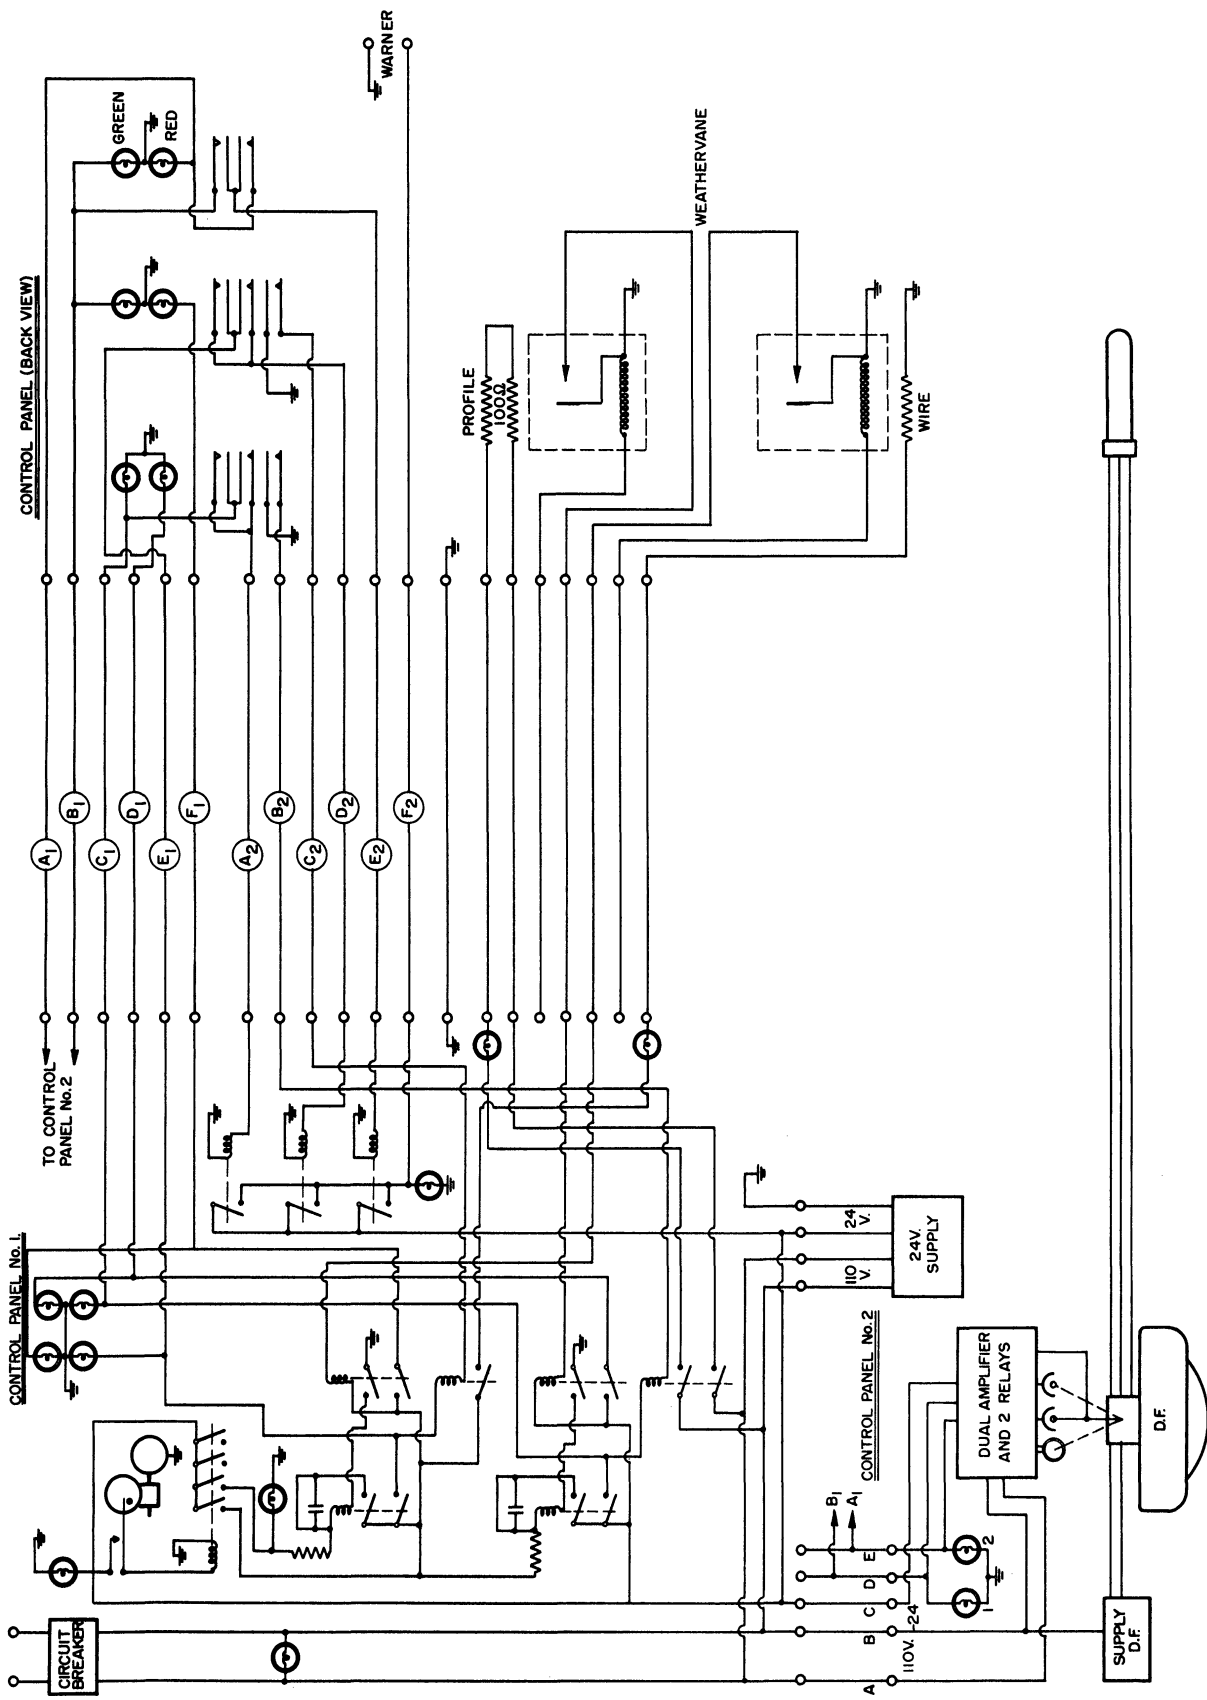 CONTROL PANEL (BACK VIEW)
GREEN
RED
WARNER
WEATHERVANE
PROFILE
100Ω
WIRE
A1
B1
C1
D1
E1
F1
A2
B2
C2
D2
E2
F2
TO CONTROL
PANEL No.2
CONTROL PANEL No. 1.
24
V.
110
V.
24V.
SUPPLY
CONTROL PANEL No.2
B1
A1
E
D
C
B
A
110V.-24
1
2
DUAL AMPLIFIER
AND 2 RELAYS
D.F.
SUPPLY
D.F.
CIRCUIT
BREAKER